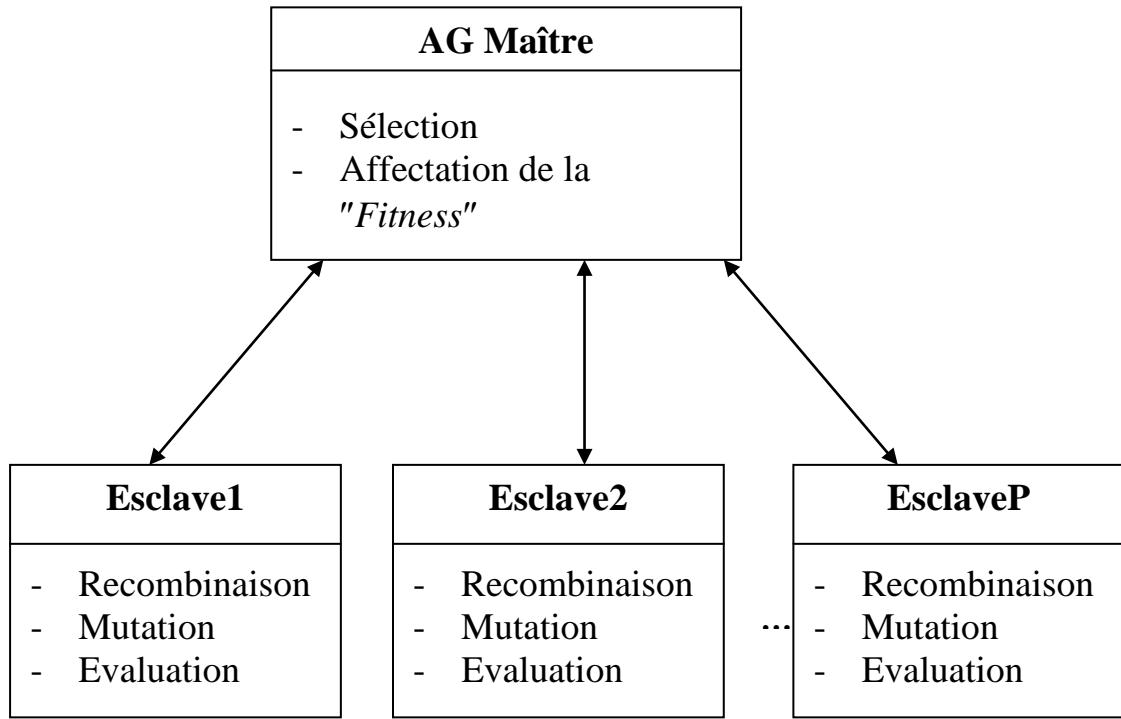 AG Maître
- Sélection
- Affectation de la
"Fitness"
Esclave1
- Recombinaison
- Mutation
- Evaluation
Esclave2
- Recombinaison
- Mutation
- Evaluation
...
EsclaveP
- Recombinaison
- Mutation
- Evaluation